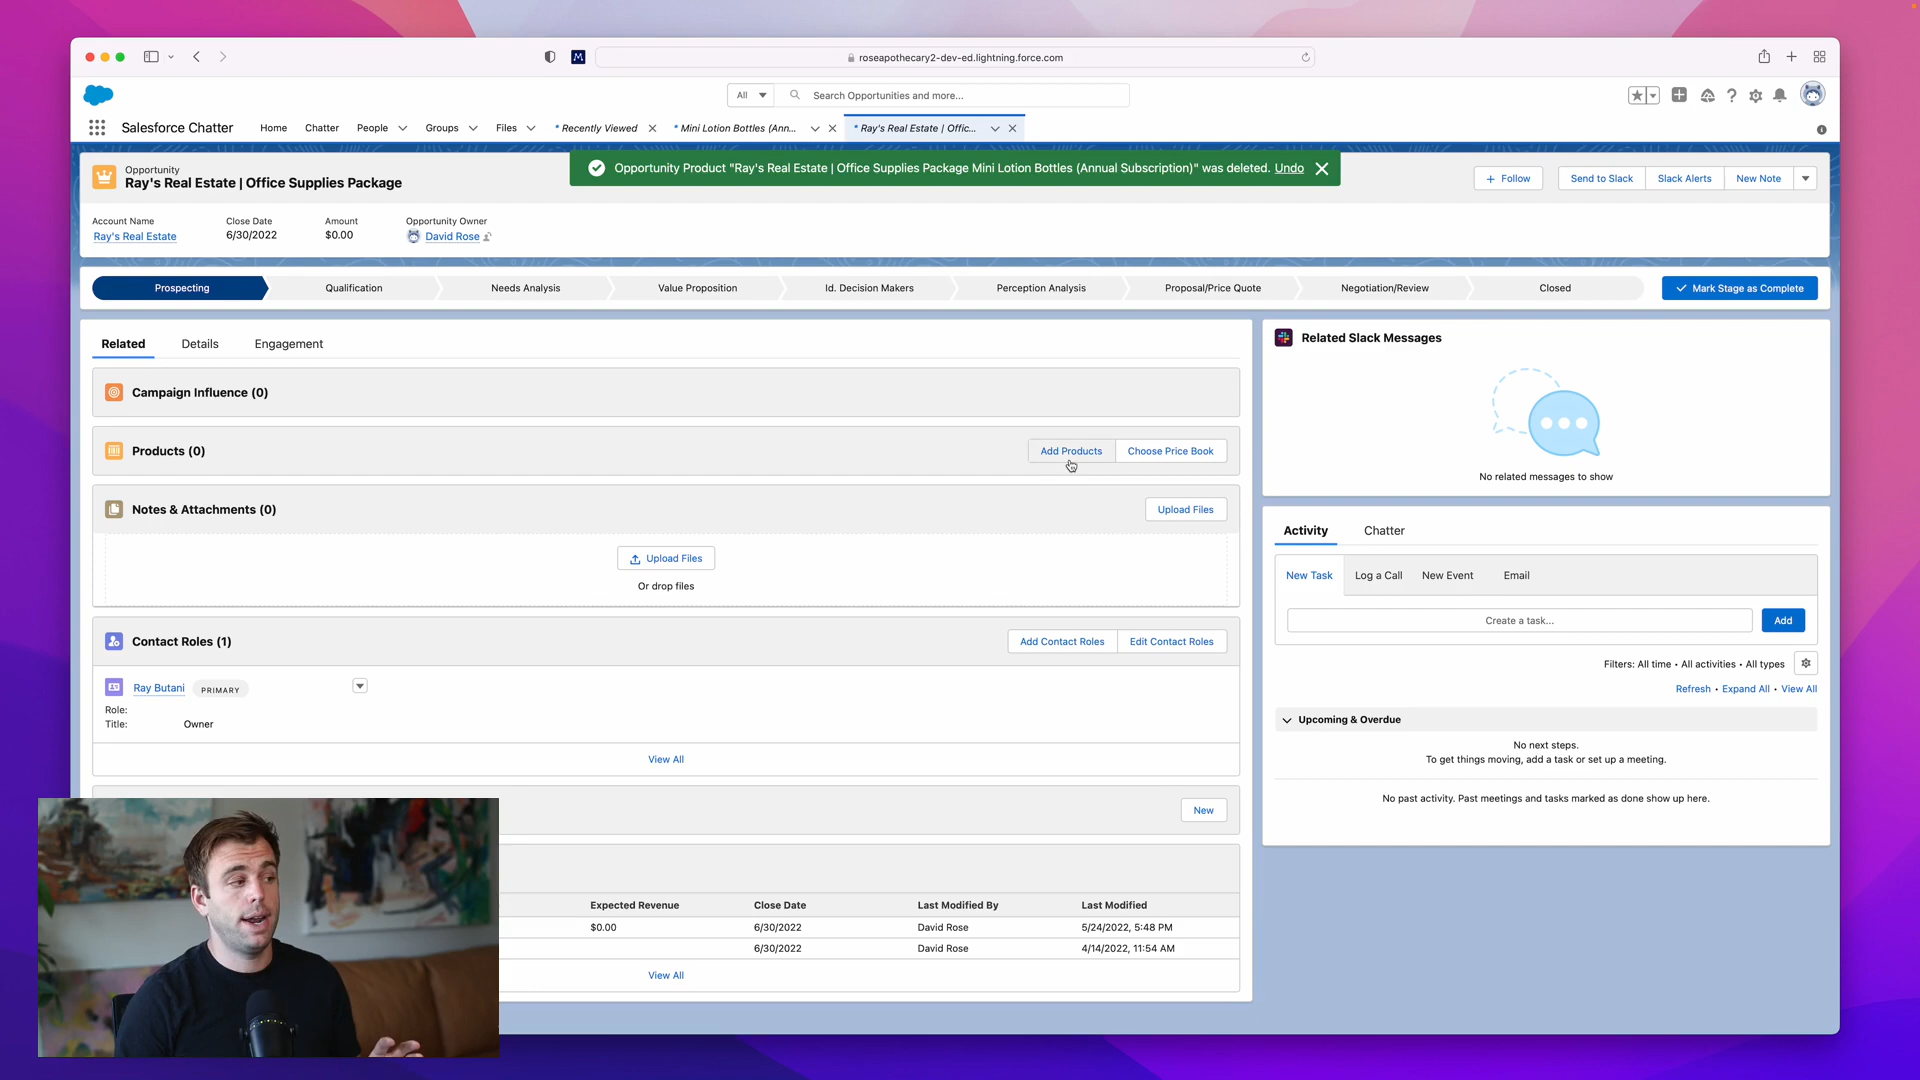 M
roseapothecary2-dev-ed.lightning.force.com
All
Search Opportunities and more...
Salesforce Chatter
Home
Chatter
People
Groups
Files
* Recently Viewed
* Mini Lotion Bottles (Ann...
* Ray's Real Estate | Offic...
Opportunity
Ray's Real Estate | Office Supplies Package
Opportunity Product "Ray's Real Estate | Office Supplies Package Mini Lotion Bottles (Annual Subscription)" was deleted. Undo
Follow
Send to Slack
Slack Alerts
New Note
Account Name
Ray's Real Estate
Close Date
6/30/2022
Amount
$0.00
Opportunity Owner
David Rose
Prospecting
Qualification
Needs Analysis
Value Proposition
Id. Decision Makers
Perception Analysis
Proposal/Price Quote
Negotiation/Review
Closed
Mark Stage as Complete
Related
Details
Engagement
Campaign Influence (0)
Products (0)
Add Products
Choose Price Book
Notes & Attachments (0)
Upload Files
Upload Files
Or drop files
Contact Roles (1)
Add Contact Roles
Edit Contact Roles
Ray Butani
PRIMARY
Role:
Title:
Owner
View All
New
Expected Revenue
Close Date
Last Modified By
Last Modified
$0.00
6/30/2022
David Rose
5/24/2022, 5:48 PM
6/30/2022
David Rose
4/14/2022, 11:54 AM
View All
Related Slack Messages
No related messages to show
Activity
Chatter
New Task
Log a Call
New Event
Email
Create a task...
Add
Filters: All time • All activities • All types
Refresh • Expand All • View All
Upcoming & Overdue
No next steps.
To get things moving, add a task or set up a meeting.
No past activity. Past meetings and tasks marked as done show up here.